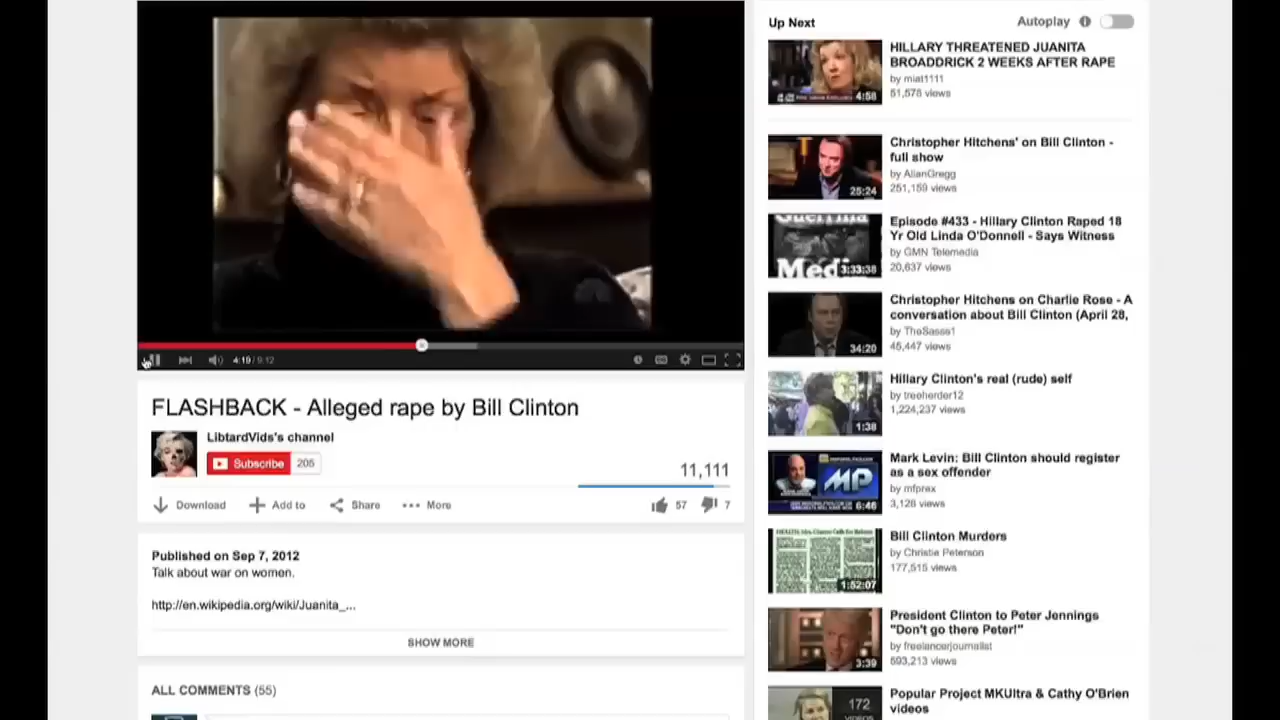 4:19 / 9:12
FLASHBACK - Alleged rape by Bill Clinton
LibtardVids's channel
Subscribe 205
11,111
Download Add to Share More 57 7
Published on Sep 7, 2012
Talk about war on women.
http://en.wikipedia.org/wiki/Juanita_...
SHOW MORE
ALL COMMENTS (55)
Up Next Autoplay
HILLARY THREATENED JUANITA
BROADDRICK 2 WEEKS AFTER RAPE
by miat1111
51,578 views
4:58
Christopher Hitchens' on Bill Clinton -
full show
by AllanGregg
251,159 views
25:24
Episode #433 - Hillary Clinton Raped 18
Yr Old Linda O'Donnell - Says Witness
by GMN Telemedia
20,637 views
Guerrilla
Medi
3:33:38
Christopher Hitchens on Charlie Rose - A
conversation about Bill Clinton (April 28,
by TheSasss1
45,447 views
34:20
Hillary Clinton's real (rude) self
by treeherder12
1,224,237 views
1:38
Mark Levin: Bill Clinton should register
as a sex offender
by mfprex
3,128 views
MP
6:46
Bill Clinton Murders
by Christie Peterson
177,515 views
1:52:07
President Clinton to Peter Jennings
"Don't go there Peter!"
by freelancerjournalist
593,213 views
3:39
Popular Project MKUltra & Cathy O'Brien
videos
172
VIDEOS